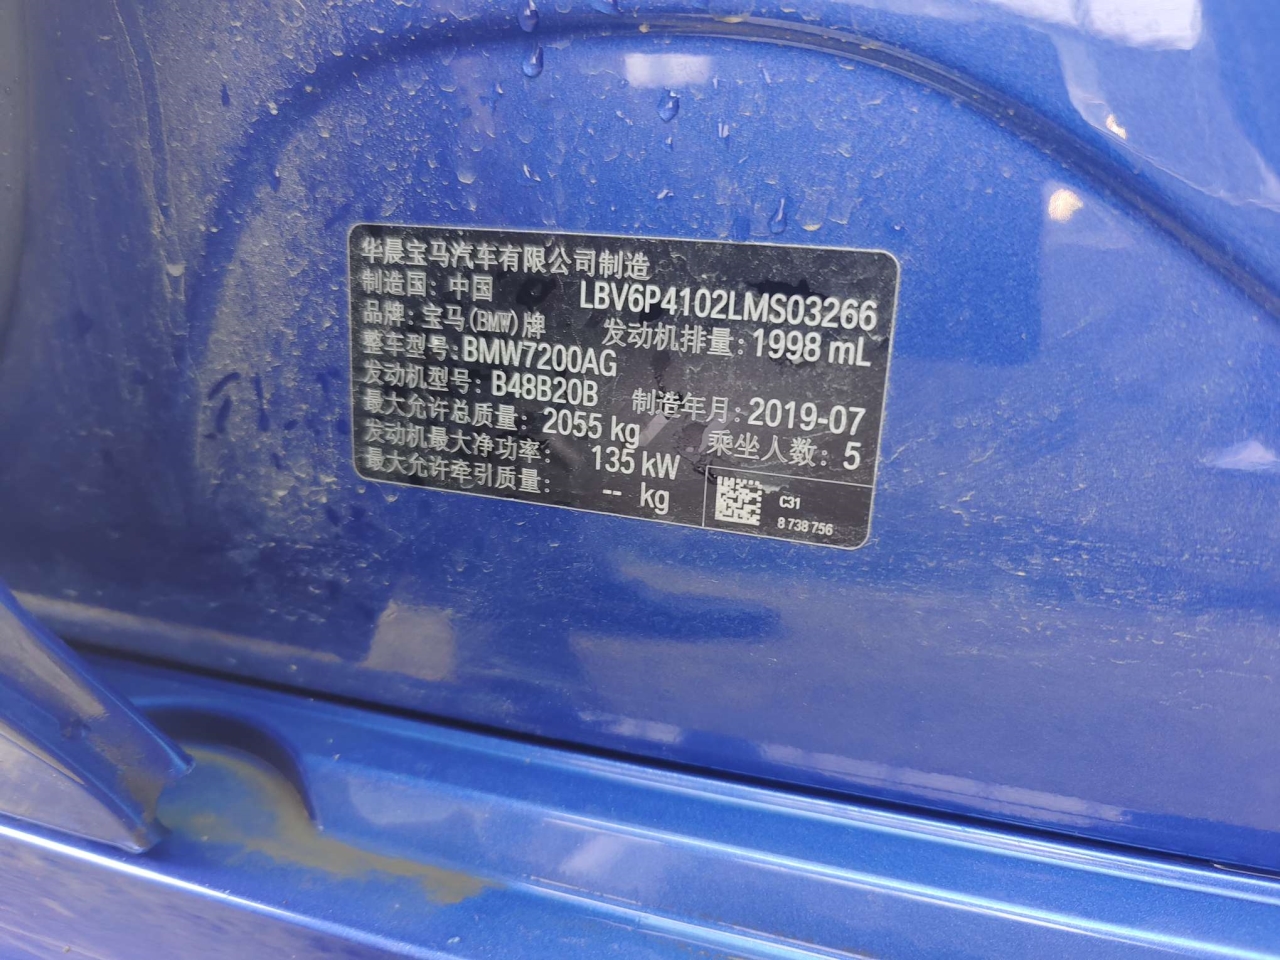 华晨宝马汽车有限公司制造
制造国：中国 LBV6P4102LMS03266
品牌：宝马(BMW)牌 发动机排量：1998 mL
整车型号：BMW7200AG
发动机型号：B48B20B 制造年月：2019-07
最大允许总质量：2055 kg 乘坐人数：5
发动机最大净功率：135 kW
最大允许牵引质量：-- kg
C31
8 738 756